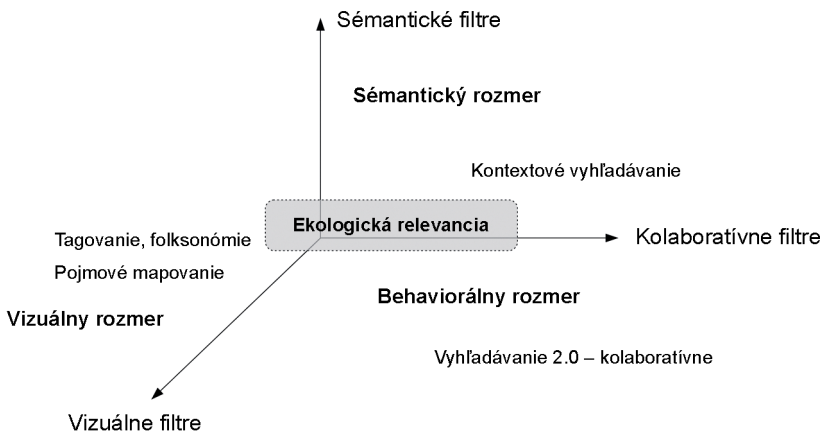 Sémantické filtre
Sémantický rozmer
Kontextové vyhľadávanie
Ekologická relevancia
Tagovanie, folksonómie
Kolaboratívne filtre
Pojmové mapovanie
Behaviorálny rozmer
Vizuálny rozmer
Vyhľadávanie 2.0 – kolaboratívne
Vizuálne filtre